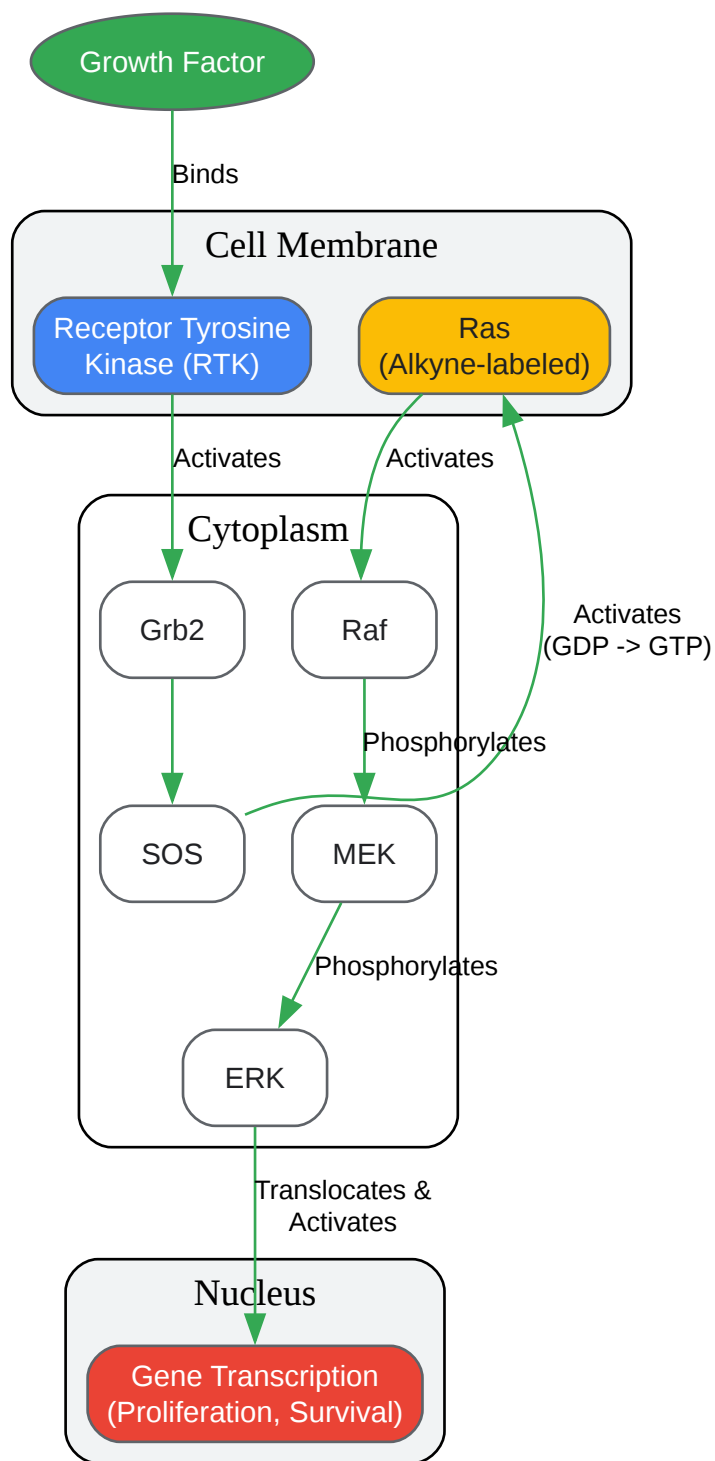 Growth Factor
Binds
Cell Membrane
Receptor Tyrosine
Kinase (RTK)
Ras
(Alkyne-labeled)
Activates
Activates
Cytoplasm
Grb2
Raf
Activates
(GDP -> GTP)
Phosphorylates
SOS
MEK
Phosphorylates
ERK
Translocates &
Activates
Nucleus
Gene Transcription
(Proliferation, Survival)